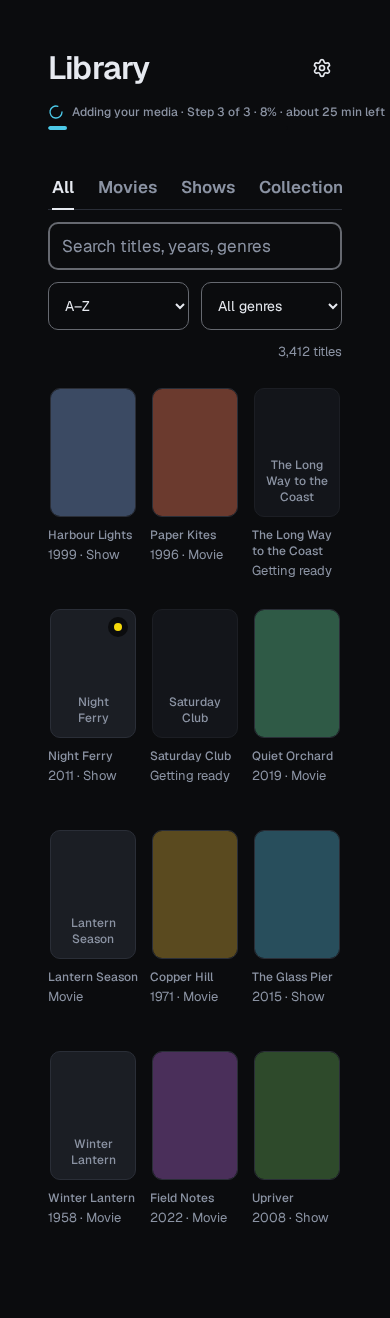 Library
Adding your media · Step 3 of 3 · 8% · about 25 min left
All Movies Shows Collection
Search titles, years, genres
A–Z All genres
3,412 titles
The Long
Way to the
Coast
Harbour Lights
1999 · Show
Paper Kites
1996 · Movie
The Long Way
to the Coast
Getting ready
Night
Ferry
Saturday
Club
Night Ferry
2011 · Show
Saturday Club
Getting ready
Quiet Orchard
2019 · Movie
Lantern
Season
Lantern Season
Movie
Copper Hill
1971 · Movie
The Glass Pier
2015 · Show
Winter
Lantern
Winter Lantern
1958 · Movie
Field Notes
2022 · Movie
Upriver
2008 · Show